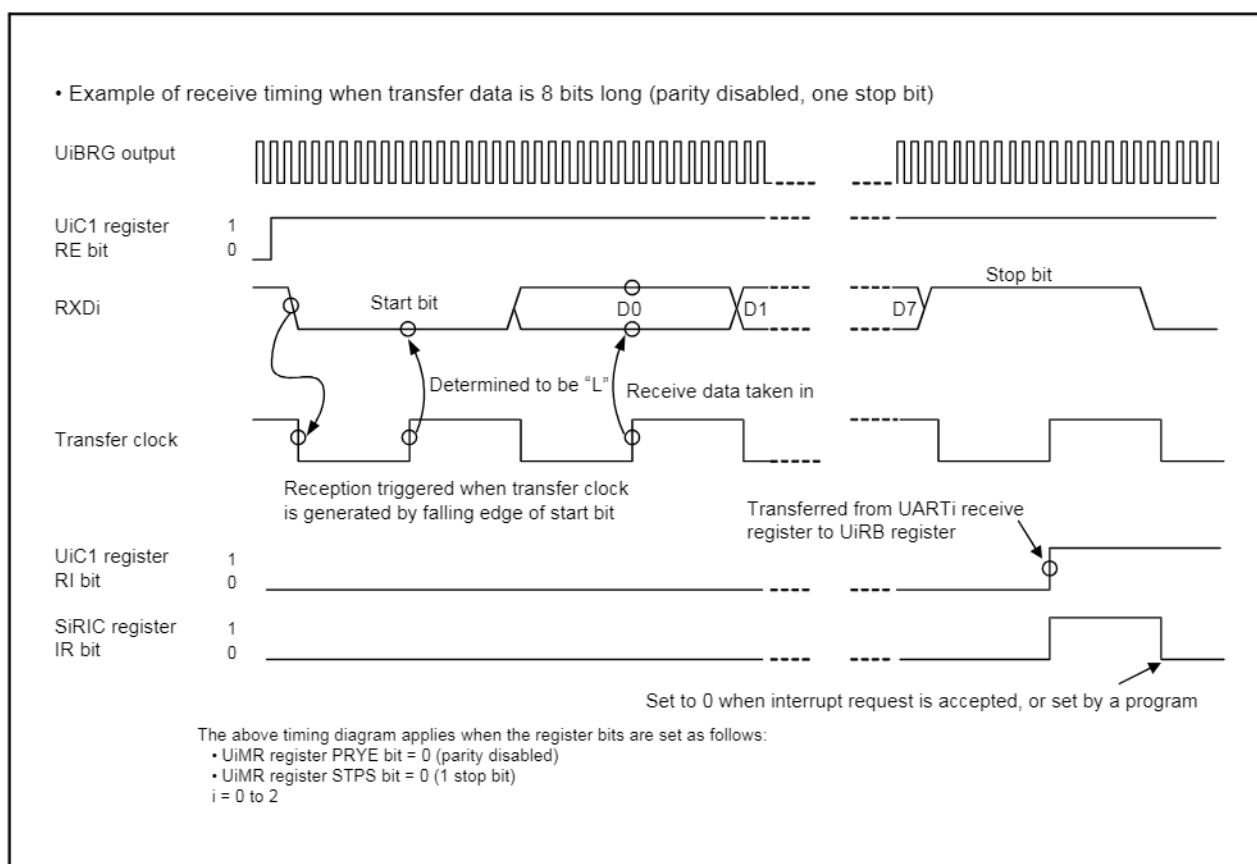 • Example of receive timing when transfer data is 8 bits long (parity disabled, one stop bit)
UiBRG output
UiC1 register
RE bit
1
0
RXDi
Start bit
D0
D1
D7
Stop bit
Determined to be “L”
Receive data taken in
Transfer clock
Reception triggered when transfer clock
is generated by falling edge of start bit
Transferred from UARTi receive
register to UiRB register
UiC1 register
RI bit
1
0
SiRIC register
IR bit
1
0
Set to 0 when interrupt request is accepted, or set by a program
The above timing diagram applies when the register bits are set as follows:
• UiMR register PRYE bit = 0 (parity disabled)
• UiMR register STPS bit = 0 (1 stop bit)
i = 0 to 2